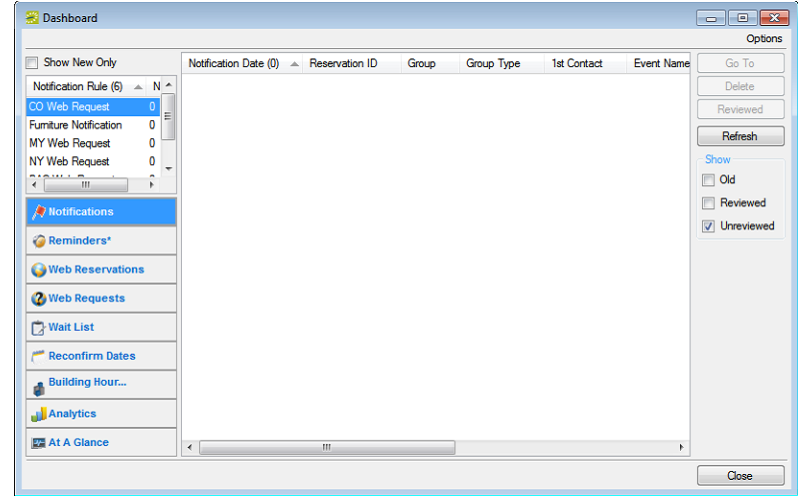 Dashboard
Options
Show New Only
Notification Rule (6) N
CO Web Request 0
Furniture Notification 0
MY Web Request 0
NY Web Request 0
Notifications
Reminders*
Web Reservations
Web Requests
Wait List
Reconfirm Dates
Building Hour...
Analytics
At A Glance
Notification Date (0) Reservation ID Group Group Type 1st Contact Event Name
Go To
Delete
Reviewed
Refresh
Show
Old
Reviewed
Unreviewed
Close